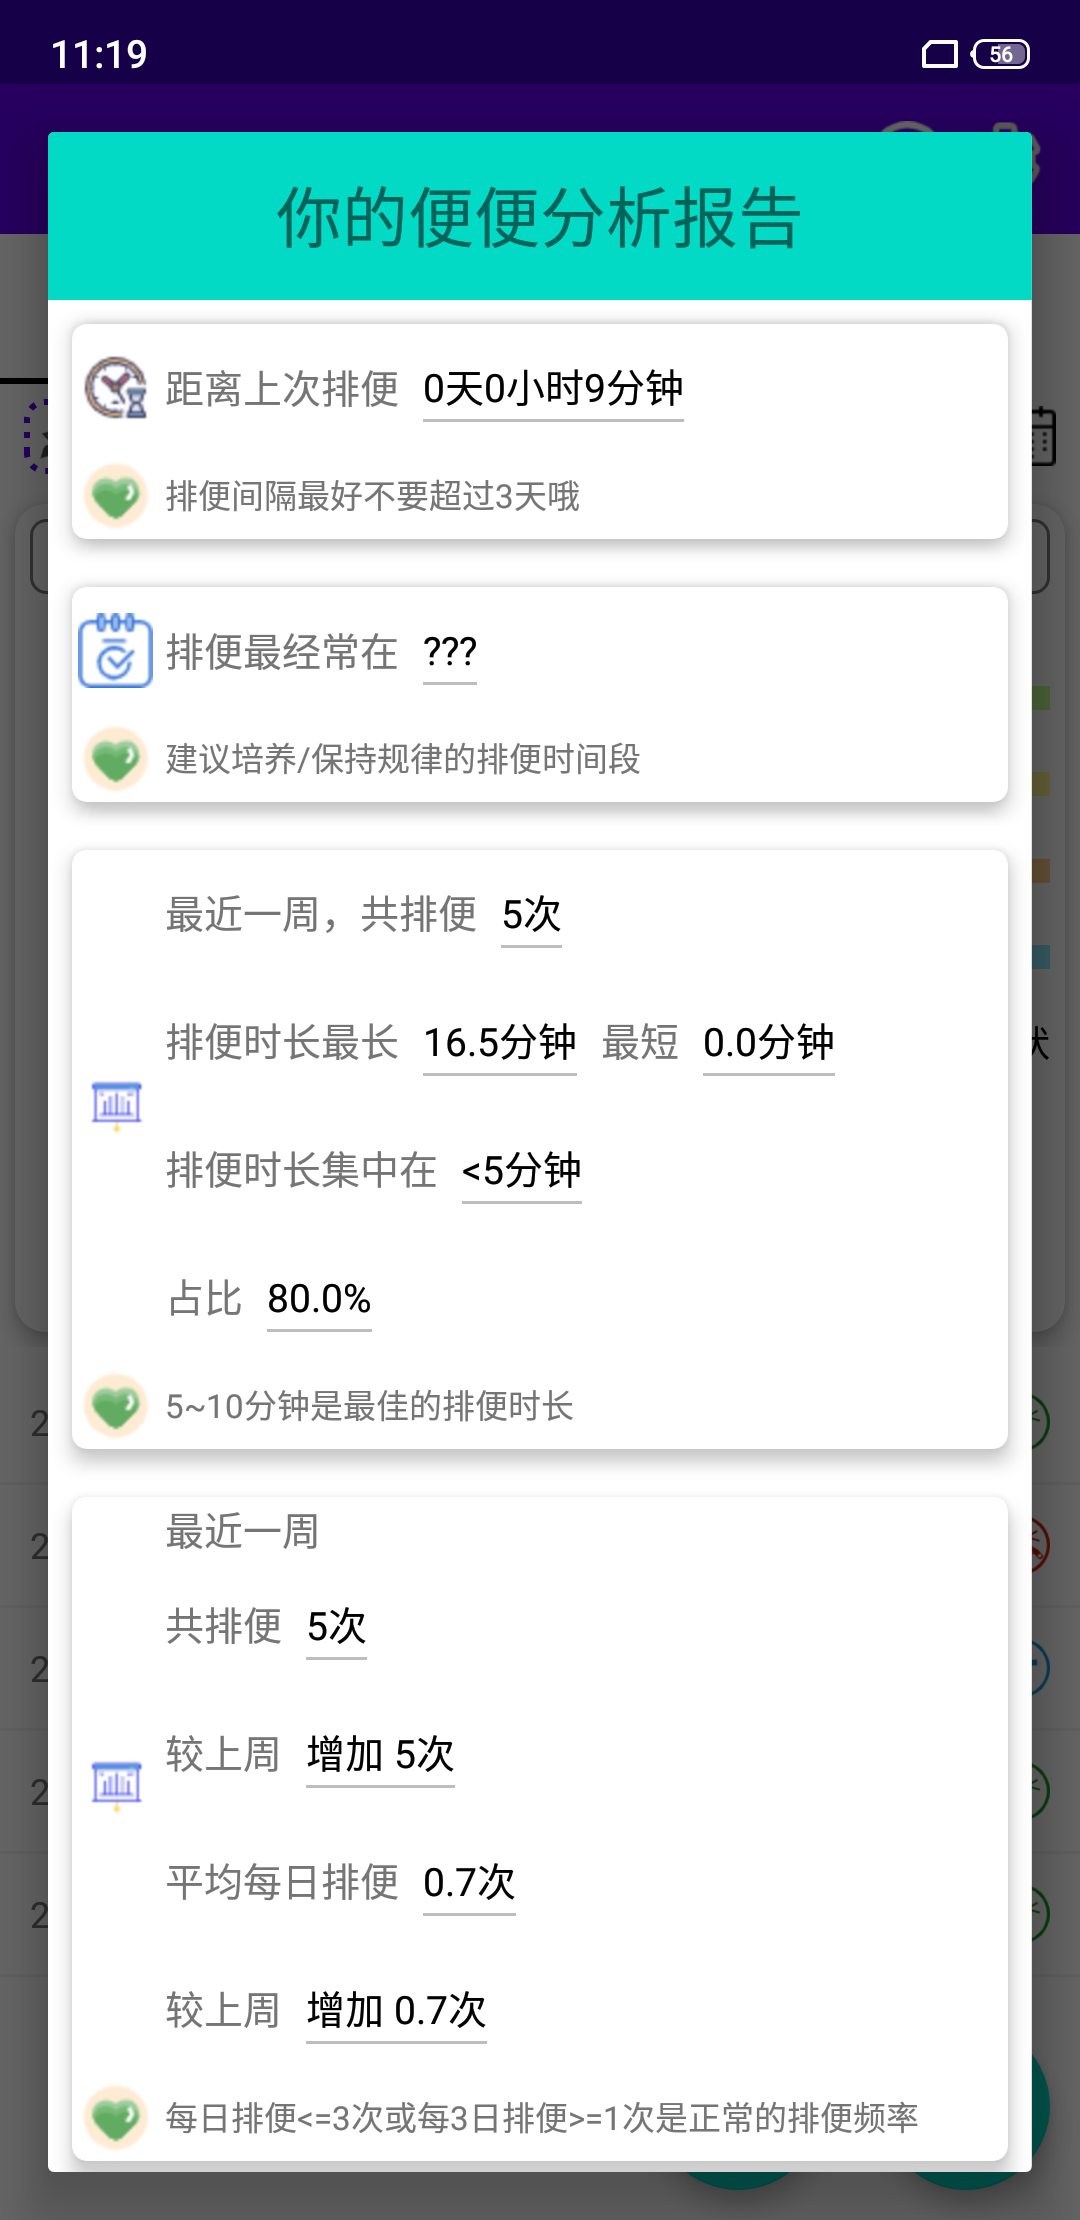 11:19
56
你的便便分析报告
距离上次排便 0天0小时9分钟
排便间隔最好不要超过3天哦
排便最经常在 ???
建议培养/保持规律的排便时间段
最近一周，共排便 5次
排便时长最长 16.5分钟 最短 0.0分钟
状
排便时长集中在 <5分钟
占比 80.0%
5~10分钟是最佳的排便时长
2
最近一周
2
共排便 5次
2
较上周 增加 5次
2
平均每日排便 0.7次
2
较上周 增加 0.7次
每日排便<=3次或每3日排便>=1次是正常的排便频率